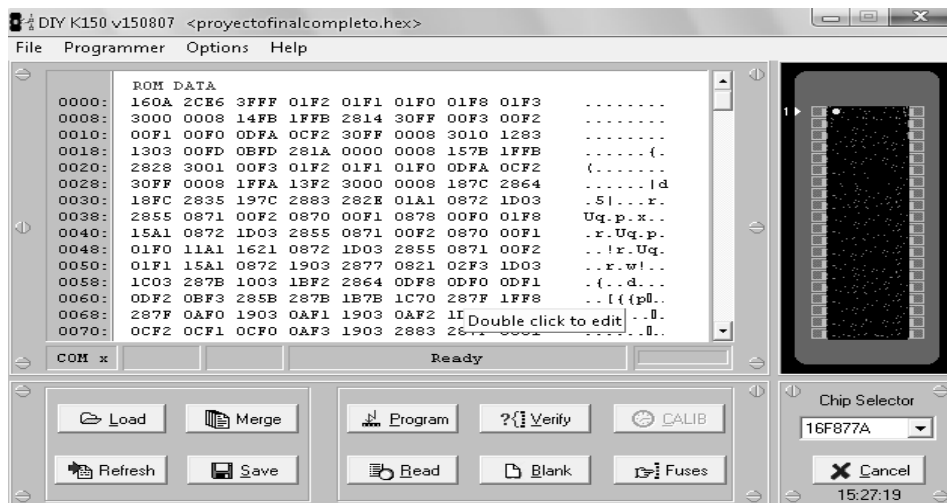 DIY K150 v150807 <proyectofinalcompleto.hex>
File Programmer Options Help
ROM DATA
0000: 160A 2CE6 3FFF 01F2 01F1 01F0 01F8 01F3 ........
0008: 3000 0008 14FB 1FFB 2814 30FF 00F3 00F2 ........
0010: 00F1 00F0 0DFA 0CF2 30FF 0008 3010 1283 ........
0018: 1303 00FD 0BFD 281A 0000 0008 157B 1FFB ......{.
0020: 2828 3001 00F3 01F2 01F1 01F0 0DFA 0CF2 (.......
0028: 30FF 0008 1FFA 13F2 3000 0008 187C 2864 ......|d
0030: 18FC 2835 197C 2883 282E 01A1 0872 1D03 .5|...r.
0038: 2855 0871 00F2 0870 00F1 0878 00F0 01F8 Uq.p.x..
0040: 15A1 0872 1D03 2855 0871 00F2 0870 00F1 .r.Uq.p.
0048: 01F0 11A1 1621 0872 1D03 2855 0871 00F2 ..!r.Uq.
0050: 01F1 15A1 0872 1903 2877 0821 02F3 1D03 ..r.w!..
0058: 1C03 287B 1003 1BF2 2864 0DF8 0DF0 0DF1 .{..d...
0060: 0DF2 0BF3 285B 287B 1B7B 1C70 287F 1FF8 ..[{{p..
0068: 287F 0AF0 1903 0AF1 1903 0AF2
0070: 0CF2 0CF1 0CF0 0AF3 1903 2883
Double click to edit
COM x Ready
Load Merge Program ?{ Verify CALIB
Refresh Save Read Blank Fuses
1
Chip Selector
16F877A
Cancel
15:27:19